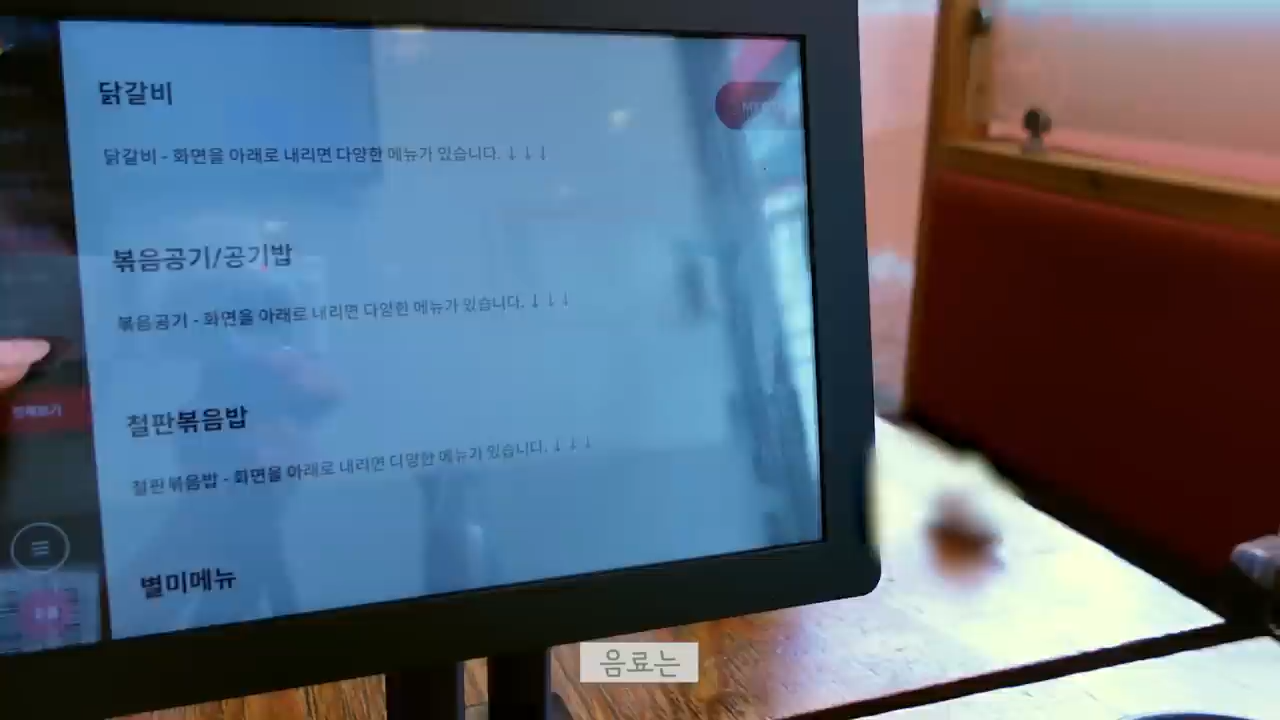 닭갈비
닭갈비 - 화면을 아래로 내리면 다양한 메뉴가 있습니다. ↓ ↓ ↓
볶음공기/공기밥
볶음공기 - 화면을 아래로 내리면 다양한 메뉴가 있습니다. ↓ ↓ ↓
철판볶음밥
철판볶음밥 - 화면을 아래로 내리면 다양한 메뉴가 있습니다. ↓ ↓ ↓
별미메뉴
음료는